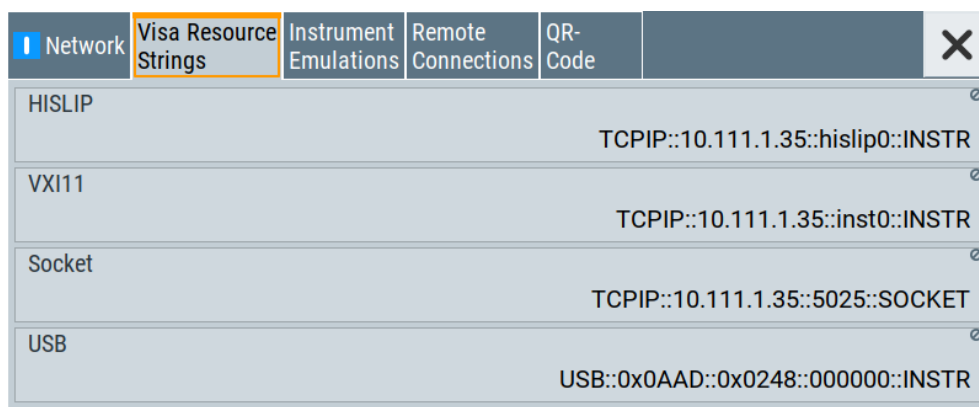 Network
Visa Resource
Strings
Instrument
Emulations
Remote
Connections
QR-
Code
HISLIP
TCPIP::10.111.1.35::hislip0::INSTR
VXI11
TCPIP::10.111.1.35::inst0::INSTR
Socket
TCPIP::10.111.1.35::5025::SOCKET
USB
USB::0x0AAD::0x0248::000000::INSTR